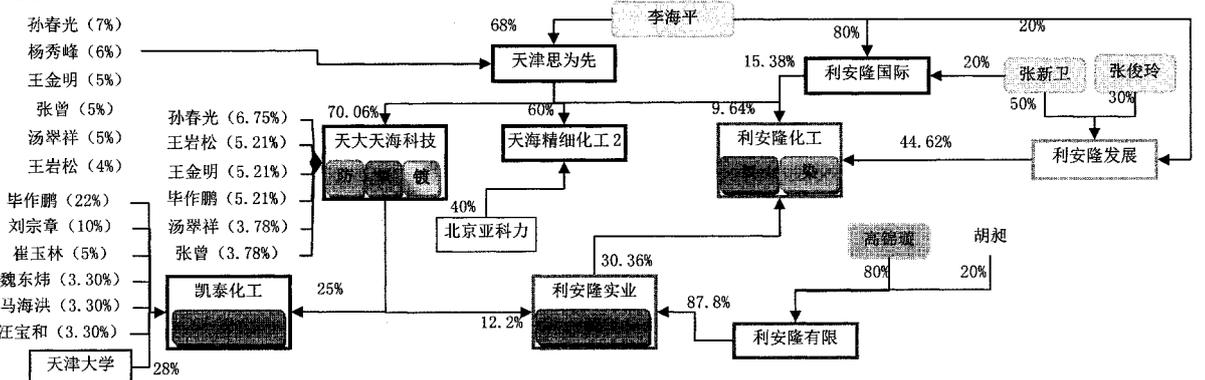 孙春光（7%）
杨秀峰（6%）
王金明（5%）
张曾（5%）
汤翠祥（5%）
王岩松（4%）
李海平
68%
80%
20%
天津思为先
15.38%
利安隆国际
20%
张新卫
张俊玲
50%
30%
70.06%
60%
9.64%
孙春光（6.75%）
王岩松（5.21%）
王金明（5.21%）
毕作鹏（5.21%）
汤翠祥（3.78%）
张曾（3.78%）
天大天海科技
防
镀
天海精细化工2
利安隆化工
染
44.62%
利安隆发展
40%
北京亚科力
毕作鹏（22%）
刘宗章（10%）
崔玉林（5%）
魏东炜（3.30%）
马海洪（3.30%）
汪宝和（3.30%）
天津大学
28%
凯泰化工
25%
12.2%
30.36%
利安隆实业
87.8%
高锦璇
胡昶
80%
20%
利安隆有限